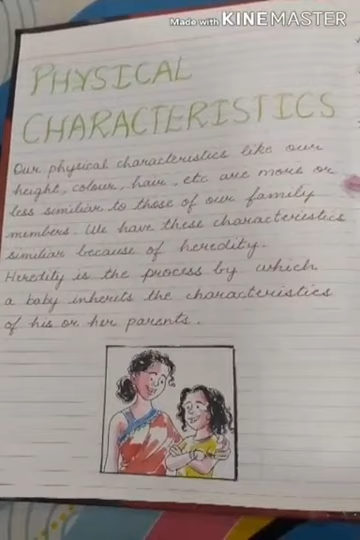 Made with KINEMASTER
PHYSICAL
CHARACTERISTICS
Our physical characteristics like our
height, colour, hair, etc are more or
less similiar to those of our family
members. We have these characteristics
similiar because of heredity.
Heredity is the process by which
a baby inherits the characteristics
of his or her parents.